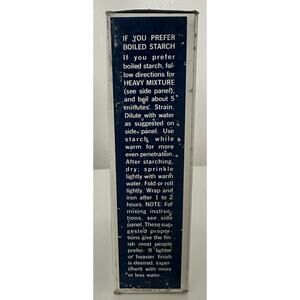 IF YOU PREFER
BOILED STARCH
If you prefer
boiled starch, fol-
low directions for
HEAVY MIXTURE
(see side panel),
and boil about 5
minutes. Strain.
Dilute with water
as suggested on
side panel. Use
starch while
warm for more
even penetration.
After starching,
dry; sprinkle
lightly with warm
water. Fold or roll
lightly. Wrap and
iron after 1 to 2
hours. NOTE: For
mixing instruc-
tions, see side
panel. These sug-
gested propor-
tions give the fin-
ish most people
prefer. If lighter
or heavier finish
is desired, exper-
iment with more
or less water.